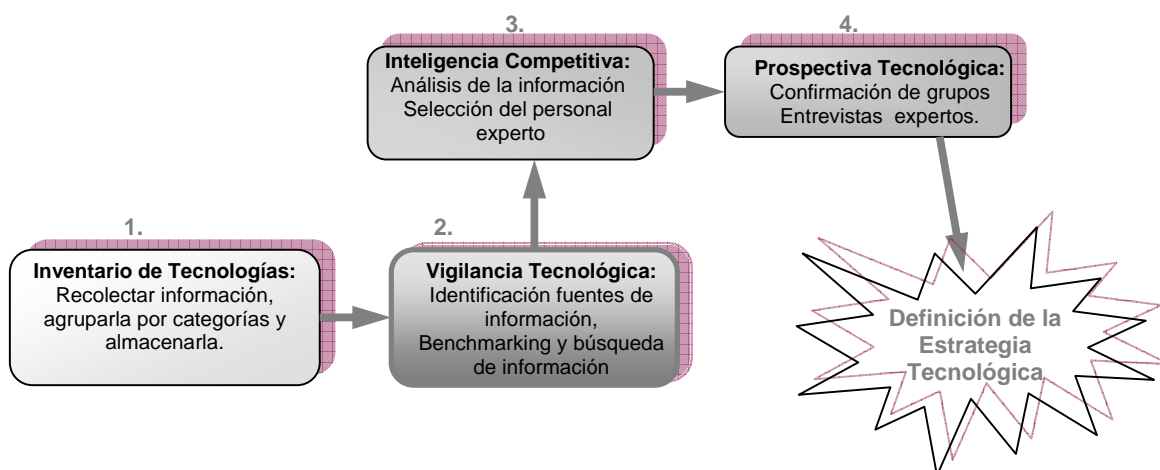 1.
Inventario de Tecnologías:
Recolectar información,
agruparla por categorías y
almacenarla.
2.
Vigilancia Tecnológica:
Identificación fuentes de
información,
Benchmarking y búsqueda
de información
3.
Inteligencia Competitiva:
Análisis de la información
Selección del personal
experto
4.
Prospectiva Tecnológica:
Confirmación de grupos
Entrevistas expertos.
Definición de la
Estrategia
Tecnológica